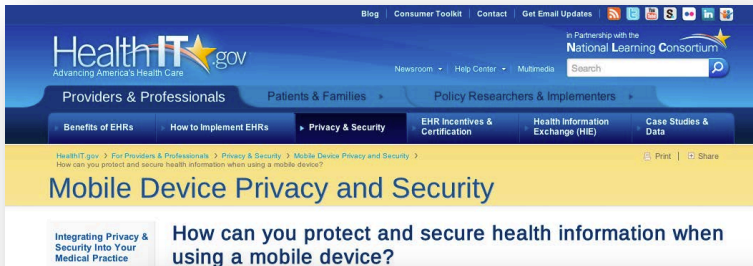 Blog | Consumer Toolkit | Contact | Get Email Updates |
in Partnership with the
HealthIT.gov
National Learning Consortium
Advancing America's Health Care
Newsroom | Help Center | Multimedia
Search
Providers & Professionals
Patients & Families
Policy Researchers & Implementers
Benefits of EHRs
How to Implement EHRs
Privacy & Security
EHR Incentives &
Certification
Health Information
Exchange (HIE)
Case Studies &
Data
HealthIT.gov > For Providers & Professionals > Privacy & Security > Mobile Device Privacy and Security >
How can you protect and secure health information when using a mobile device?
Print | Share
Mobile Device Privacy and Security
Integrating Privacy &
Security Into Your
Medical Practice
How can you protect and secure health information when
using a mobile device?